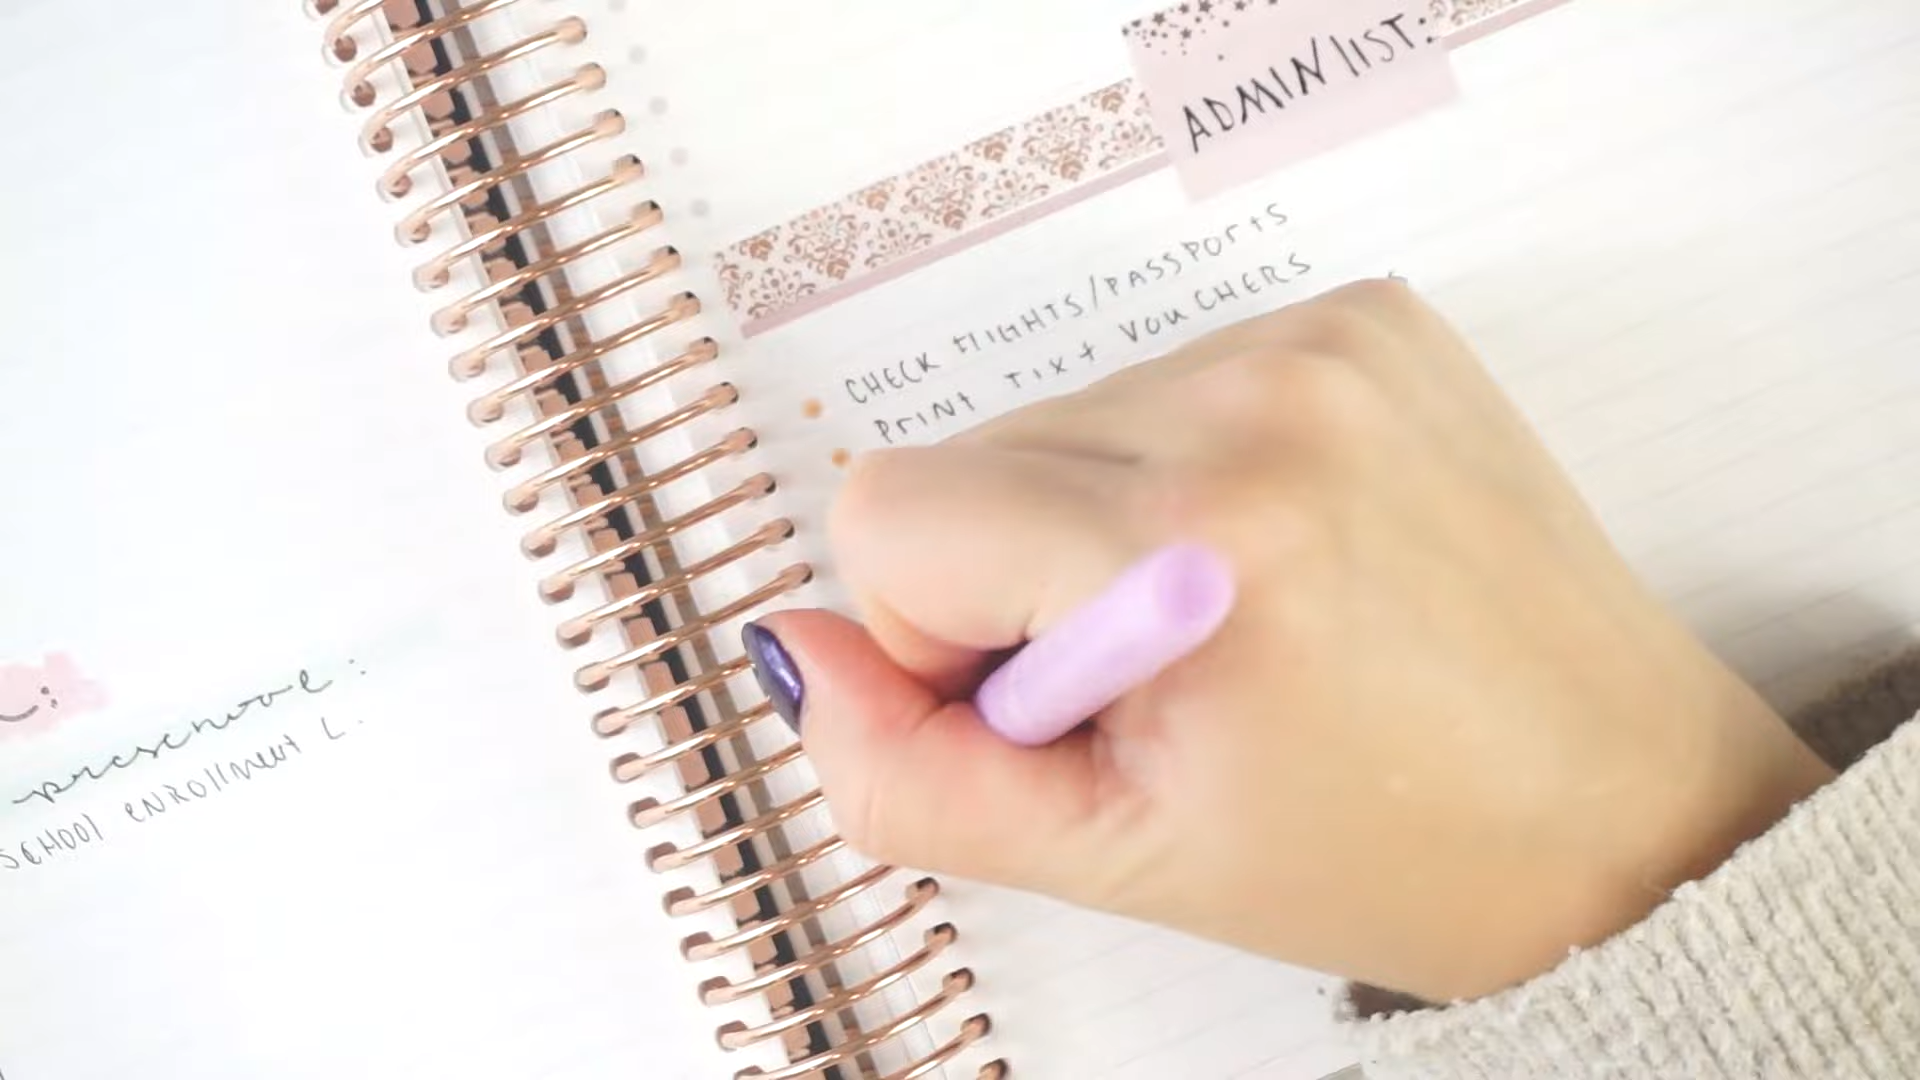 preschool:
SCHOOL ENROLLMENT L.
ADMIN LIST:
CHECK FLIGHTS/PASSPORTS
PRINT TIX + VOUCHERS